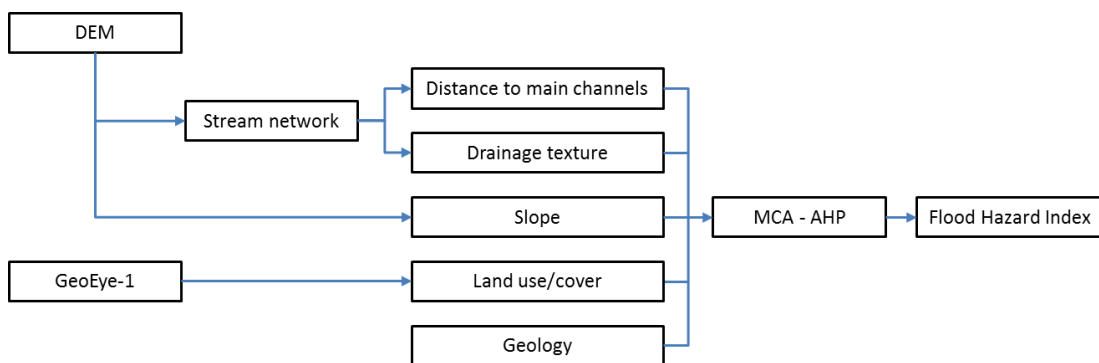 DEM
Distance to main channels
Stream network
Drainage texture
Slope
MCA - AHP
Flood Hazard Index
GeoEye-1
Land use/cover
Geology